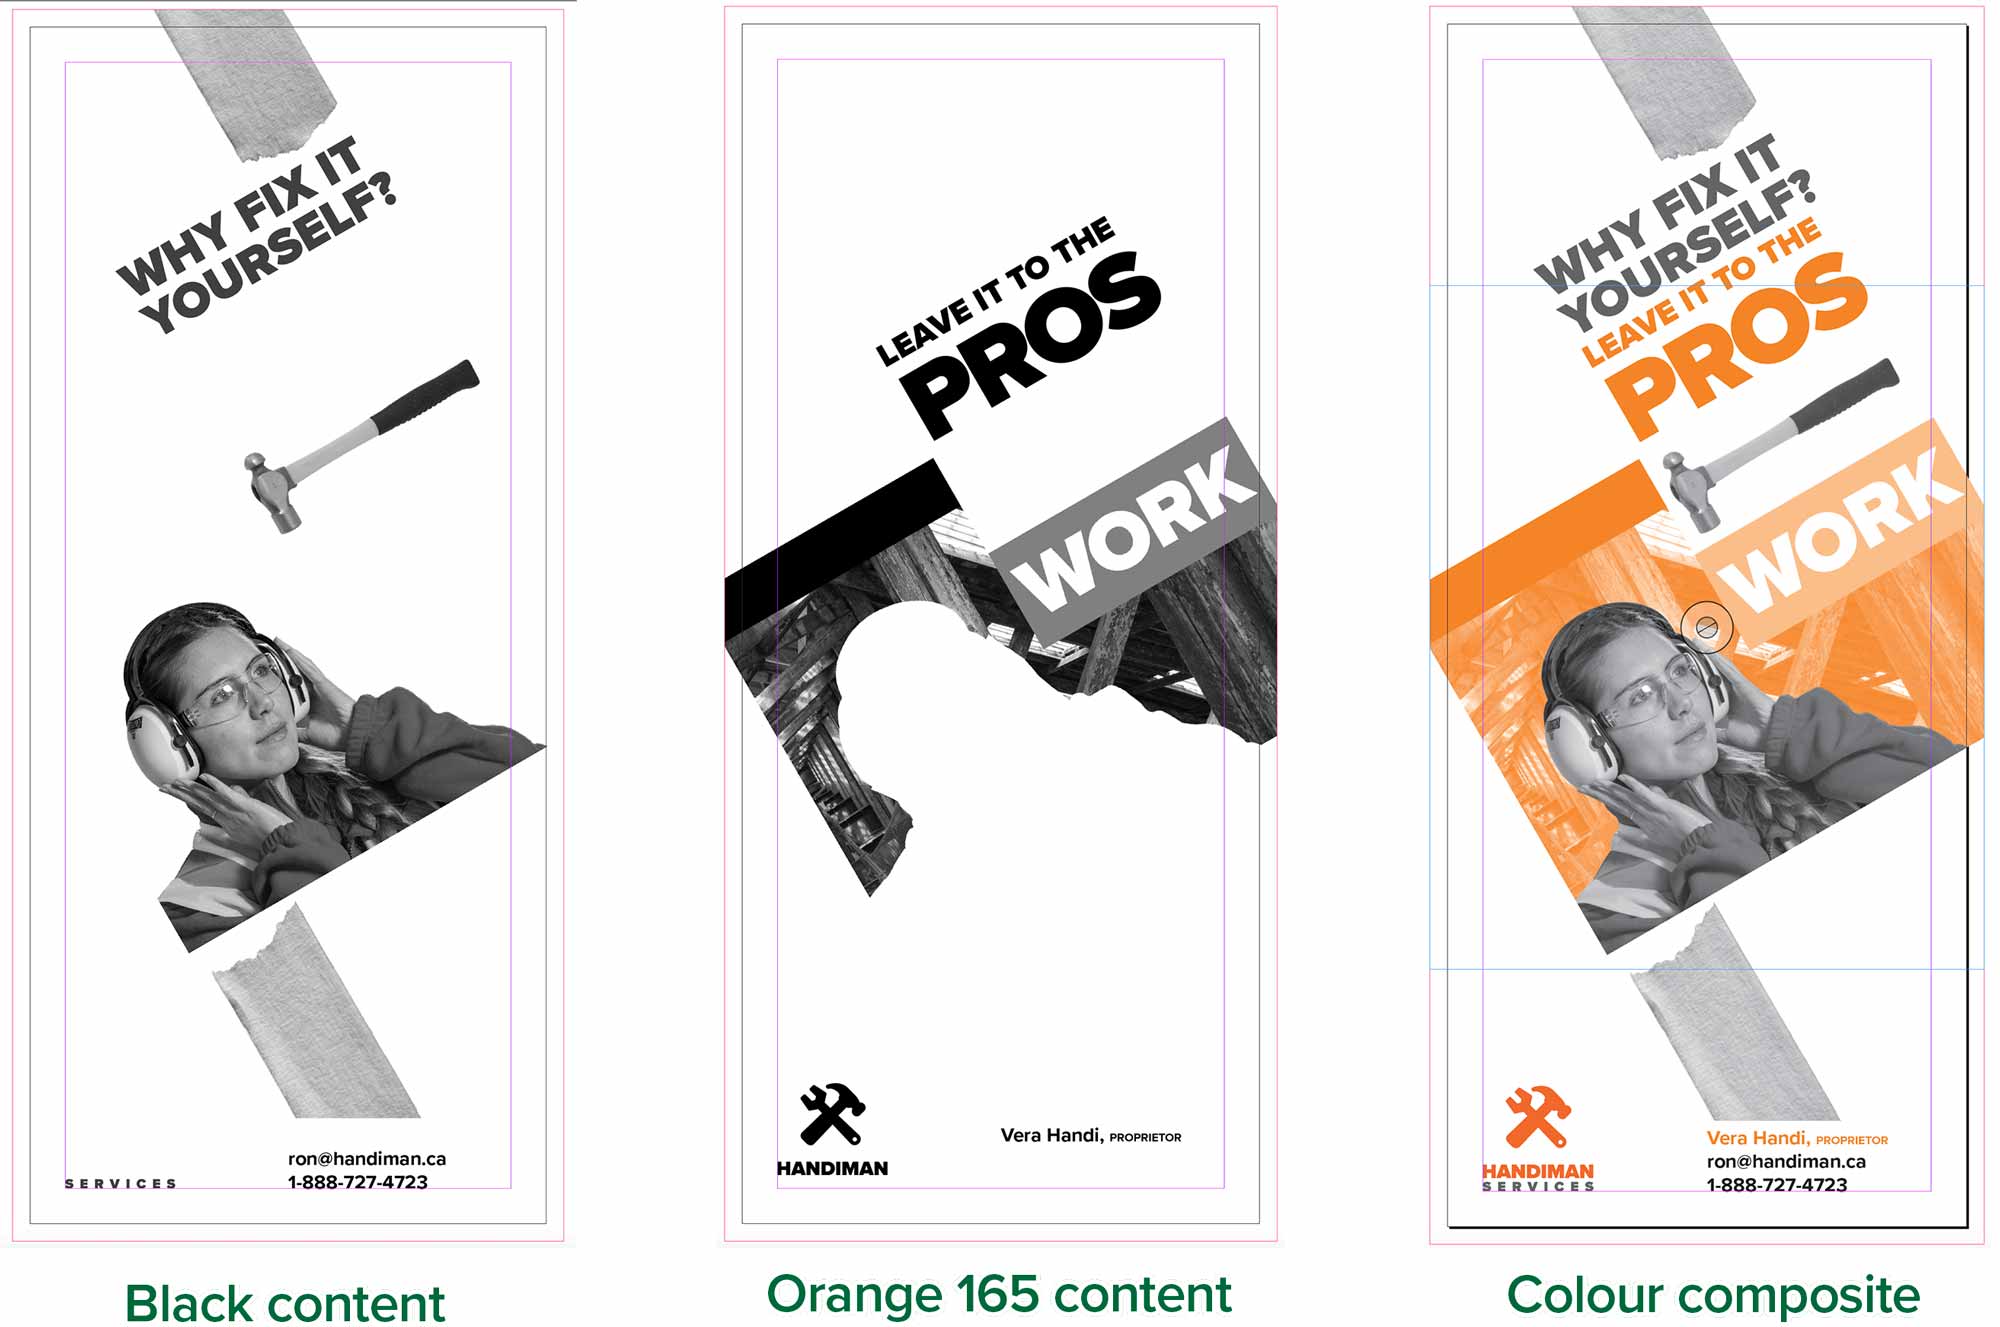 WHY FIX IT
YOURSELF?
SERVICES
ron@handiman.ca
1-888-727-4723
Black content
LEAVE IT TO THE
PROS
WORK
HANDIMAN
Vera Handi, PROPRIETOR
Orange 165 content
WHY FIX IT
YOURSELF?
LEAVE IT TO THE
PROS
WORK
HANDIMAN
SERVICES
Vera Handi, PROPRIETOR
ron@handiman.ca
1-888-727-4723
Colour composite